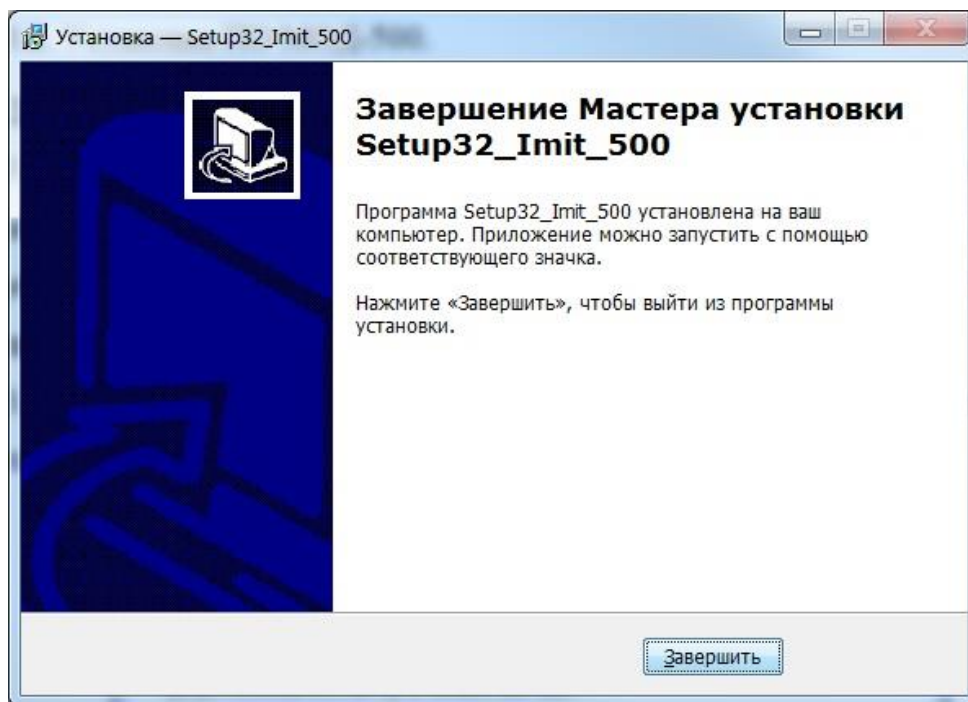 Установка — Setup32_Imit_500
Завершение Мастера установки
Setup32_Imit_500
Программа Setup32_Imit_500 установлена на ваш
компьютер. Приложение можно запустить с помощью
соответствующего значка.
Нажмите «Завершить», чтобы выйти из программы
установки.
Завершить